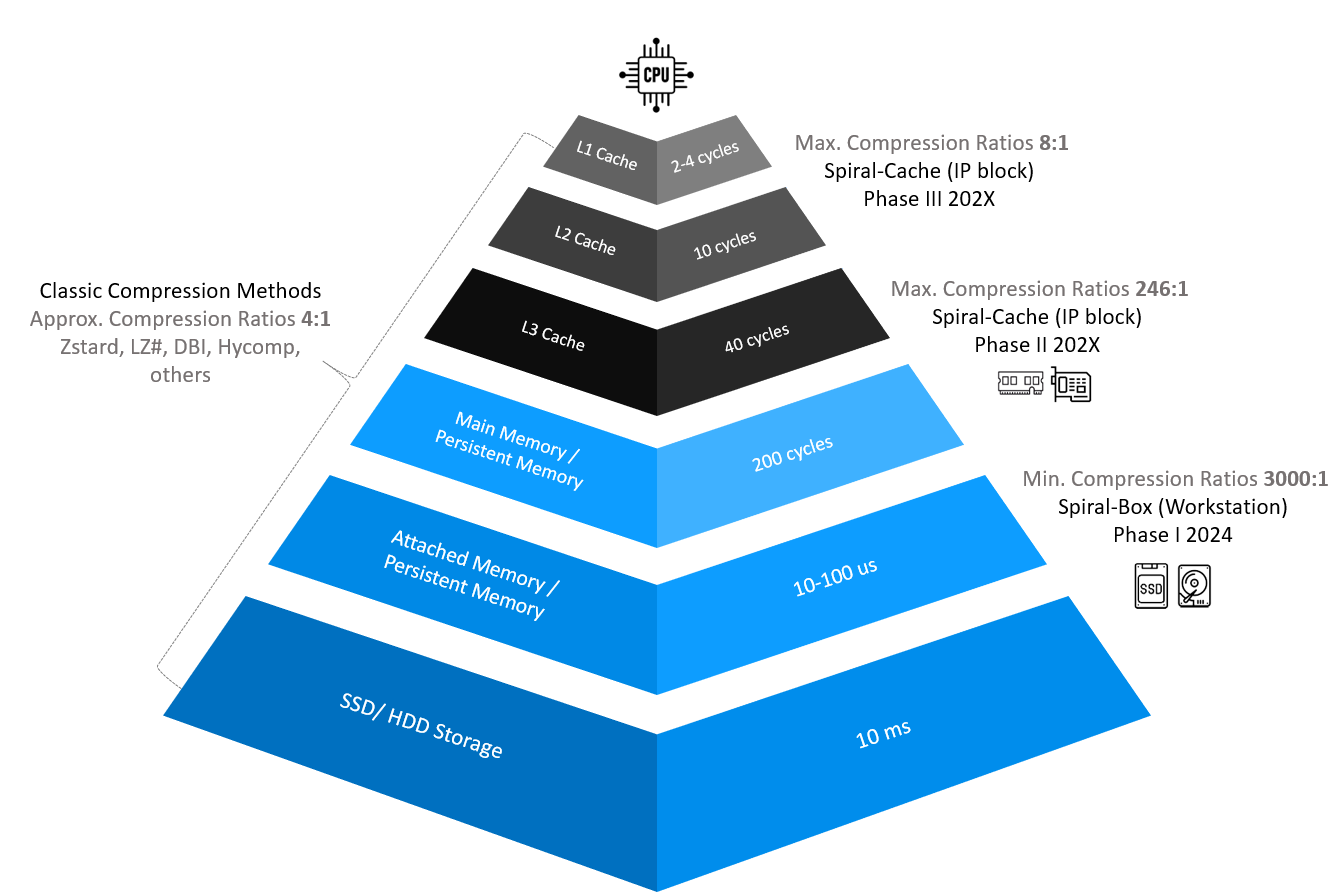 CPU
L1 Cache
2-4 cycles
Max. Compression Ratios 8:1
Spiral-Cache (IP block)
Phase III 202X
L2 Cache
10 cycles
Classic Compression Methods
Approx. Compression Ratios 4:1
Zstard, LZ#, DBI, Hycomp,
others
L3 Cache
40 cycles
Max. Compression Ratios 246:1
Spiral-Cache (IP block)
Phase II 202X
Main Memory /
Persistent Memory
200 cycles
Min. Compression Ratios 3000:1
Spiral-Box (Workstation)
Phase I 2024
SSD
Attached Memory /
Persistent Memory
10-100 us
SSD/ HDD Storage
10 ms